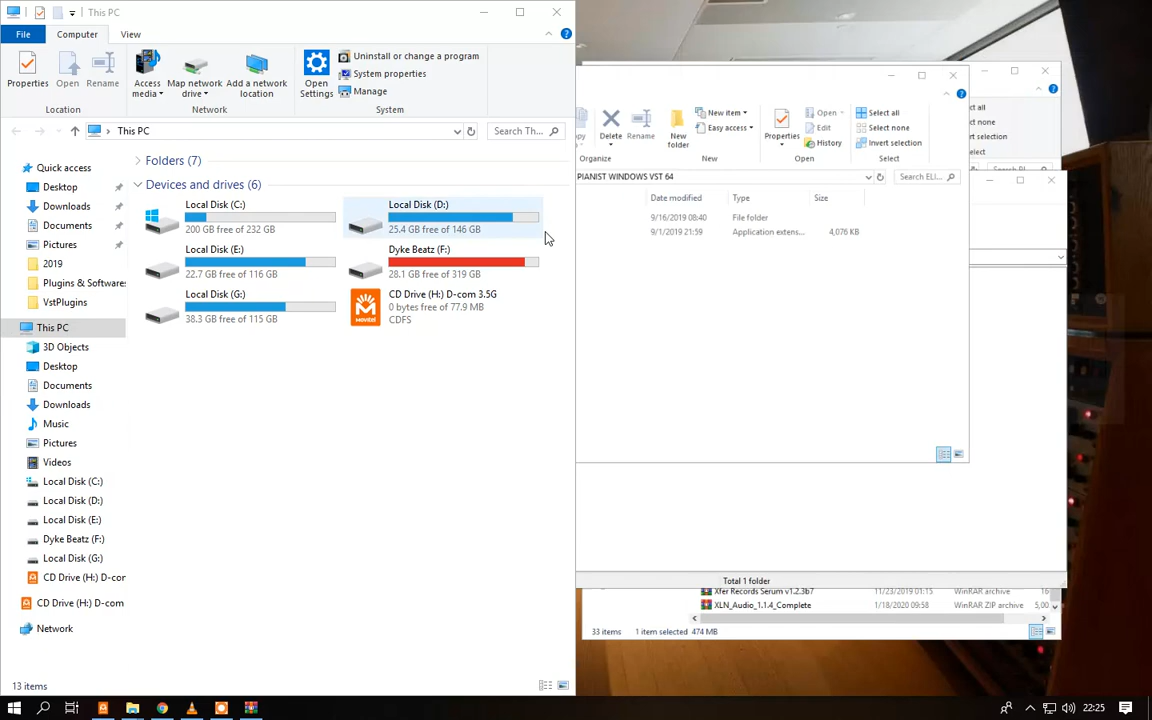 This PC
File
Computer
View
Properties
Open
Rename
Access media
Map network drive
Add a network location
Open Settings
Uninstall or change a program
System properties
Manage
Location
Network
System
This PC
Search Th...
Quick access
Desktop
Downloads
Documents
Pictures
2019
Plugins & Software
VstPlugins
This PC
3D Objects
Desktop
Documents
Downloads
Music
Pictures
Videos
Local Disk (C:)
Local Disk (D:)
Local Disk (E:)
Dyke Beatz (F:)
Local Disk (G:)
CD Drive (H:) D-cor
CD Drive (H:) D-com
Network
Folders (7)
Devices and drives (6)
Local Disk (C:)
200 GB free of 232 GB
Local Disk (D:)
25.4 GB free of 146 GB
Local Disk (E:)
22.7 GB free of 116 GB
Dyke Beatz (F:)
28.1 GB free of 319 GB
Local Disk (G:)
38.3 GB free of 115 GB
Movitel
CD Drive (H:) D-com 3.5G
0 bytes free of 77.9 MB
CDFS
13 items
Delete
Rename
New folder
New item
Easy access
Properties
Open
Edit
History
Select all
Select none
Invert selection
Organize
New
Open
Select
PIANIST WINDOWS VST 64
Search ELI...
Date modified
Type
Size
9/16/2019 08:40
File folder
9/1/2019 21:59
Application extens...
4,076 KB
Total 1 folder
Xfer Records Serum v1.2.3b7
11/23/2019 01:15
WinRAR archive
XLN_Audio_1.1.4_Complete
1/18/2020 09:58
WinRAR ZIP archive
5,00
33 items
1 item selected 474 MB
22:25